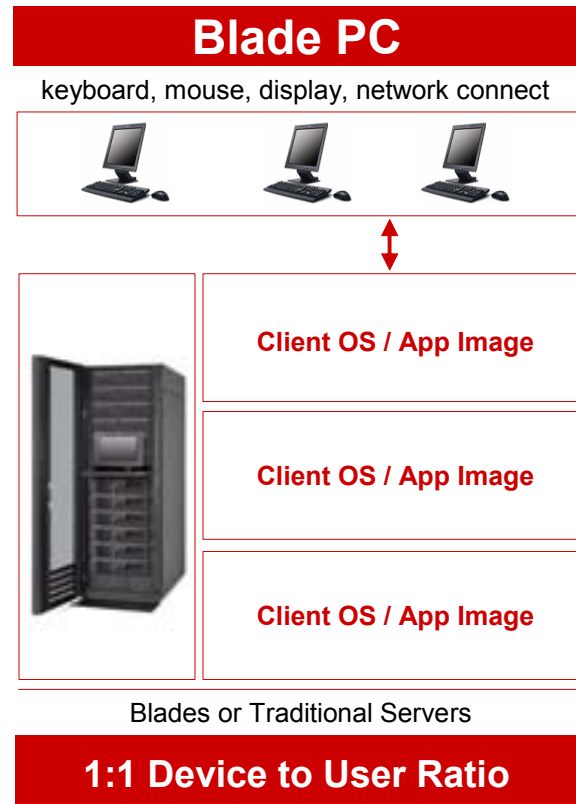 Blade PC
keyboard, mouse, display, network connect
Client OS / App Image
Client OS / App Image
Client OS / App Image
Blades or Traditional Servers
1:1 Device to User Ratio